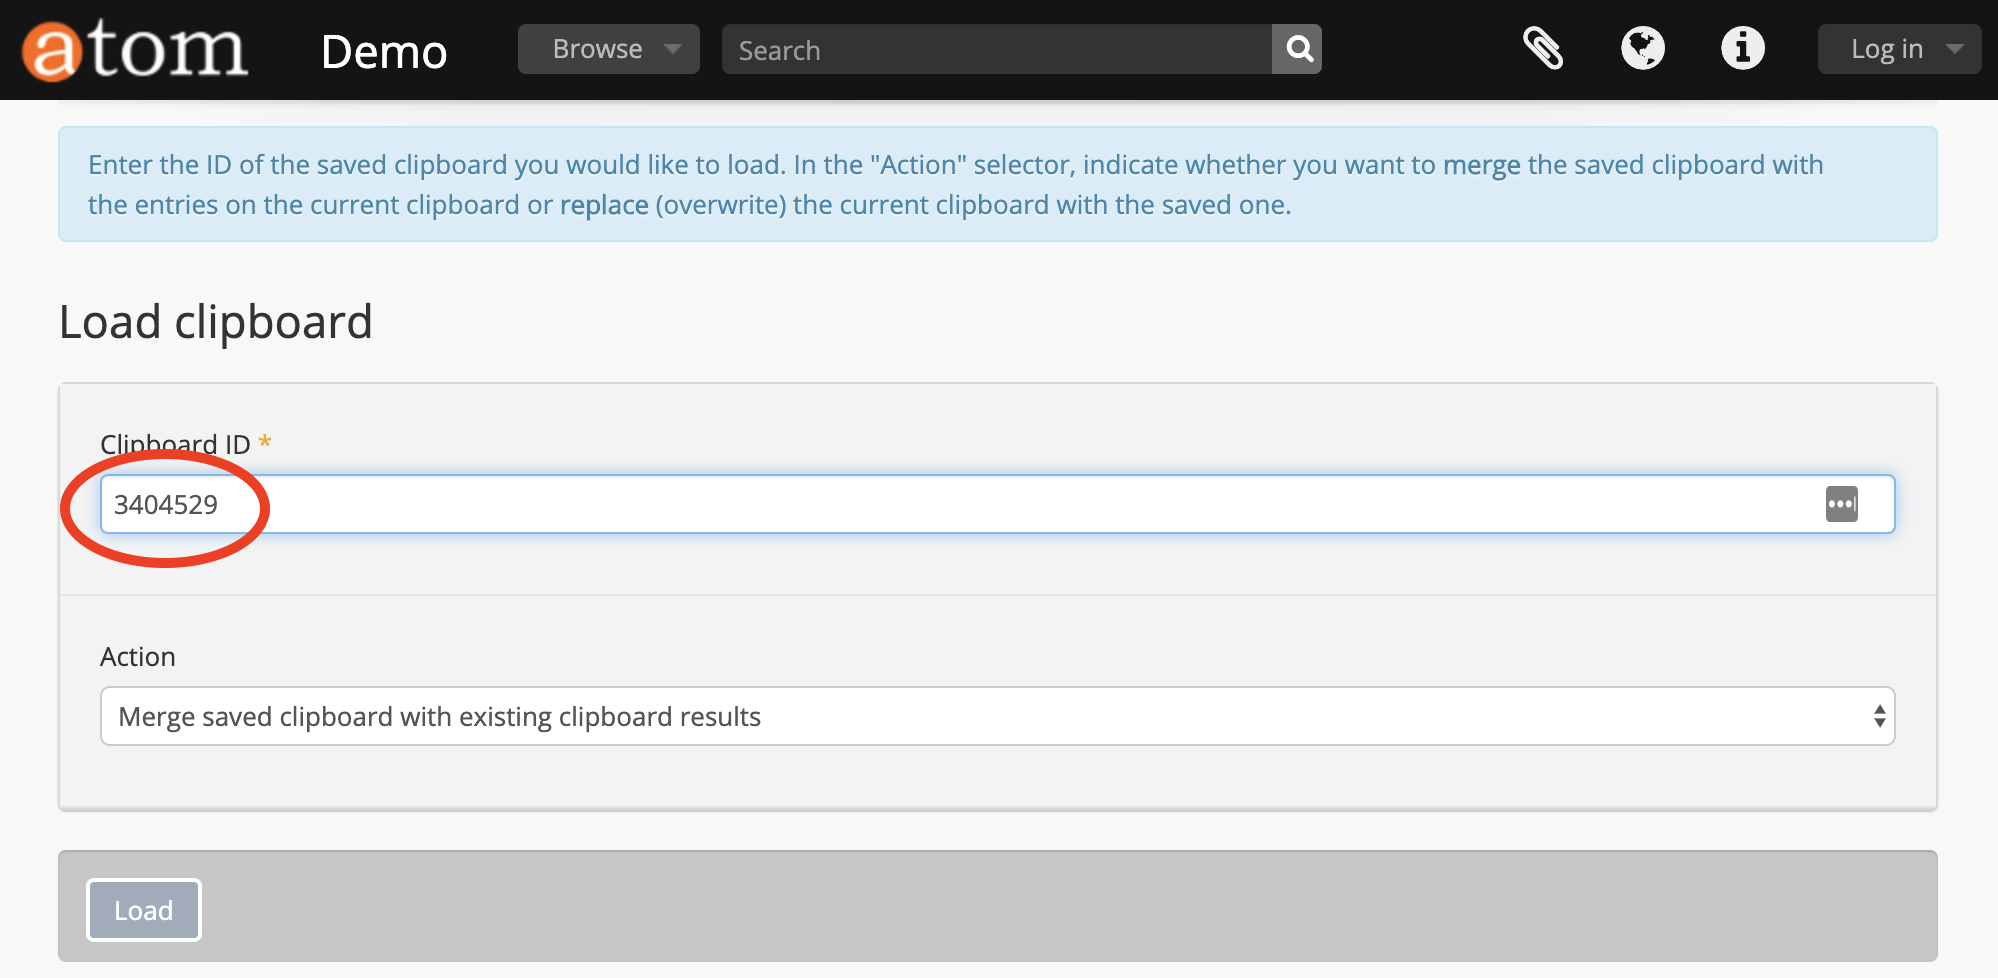 atom Demo Browse Search Log in
Enter the ID of the saved clipboard you would like to load. In the "Action" selector, indicate whether you want to merge the saved clipboard with
the entries on the current clipboard or replace (overwrite) the current clipboard with the saved one.
Load clipboard
Clipboard ID *
3404529
Action
Merge saved clipboard with existing clipboard results
Load